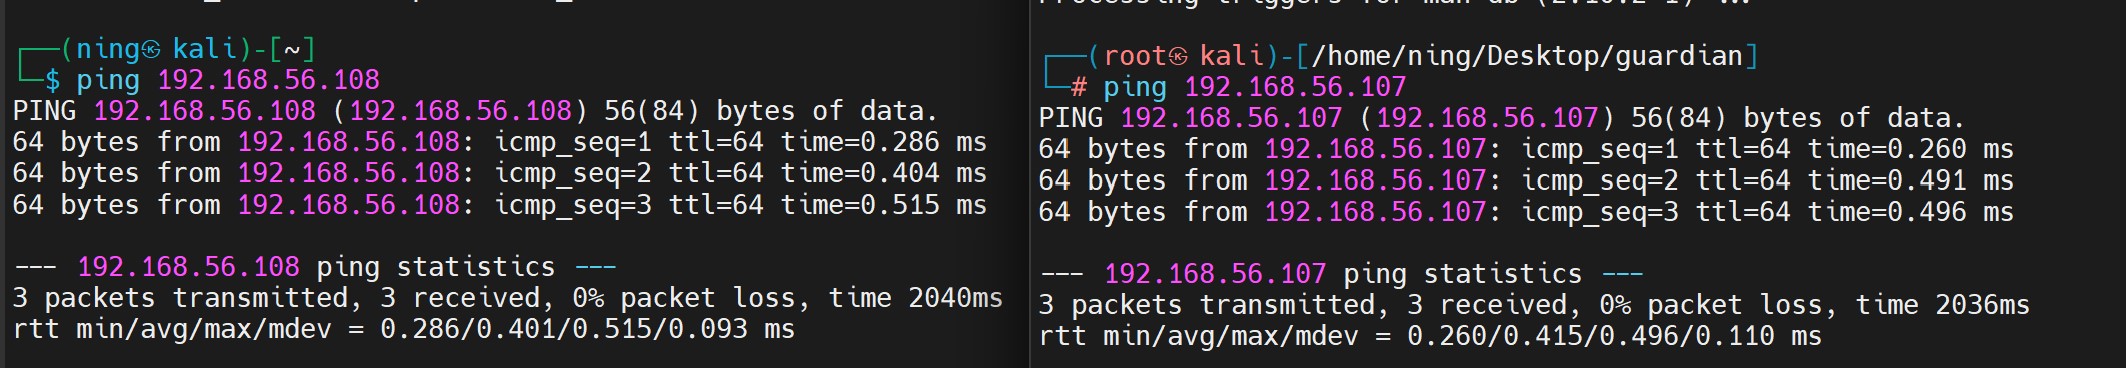 ┌──(ning㉿kali)-[~]
└─$ ping 192.168.56.108
PING 192.168.56.108 (192.168.56.108) 56(84) bytes of data.
64 bytes from 192.168.56.108: icmp_seq=1 ttl=64 time=0.286 ms
64 bytes from 192.168.56.108: icmp_seq=2 ttl=64 time=0.404 ms
64 bytes from 192.168.56.108: icmp_seq=3 ttl=64 time=0.515 ms
--- 192.168.56.108 ping statistics ---
3 packets transmitted, 3 received, 0% packet loss, time 2040ms
rtt min/avg/max/mdev = 0.286/0.401/0.515/0.093 ms
Processing triggers for man-db (2.10.2-1) ...
┌──(root㉿kali)-[/home/ning/Desktop/guardian]
└─# ping 192.168.56.107
PING 192.168.56.107 (192.168.56.107) 56(84) bytes of data.
64 bytes from 192.168.56.107: icmp_seq=1 ttl=64 time=0.260 ms
64 bytes from 192.168.56.107: icmp_seq=2 ttl=64 time=0.491 ms
64 bytes from 192.168.56.107: icmp_seq=3 ttl=64 time=0.496 ms
--- 192.168.56.107 ping statistics ---
3 packets transmitted, 3 received, 0% packet loss, time 2036ms
rtt min/avg/max/mdev = 0.260/0.415/0.496/0.110 ms